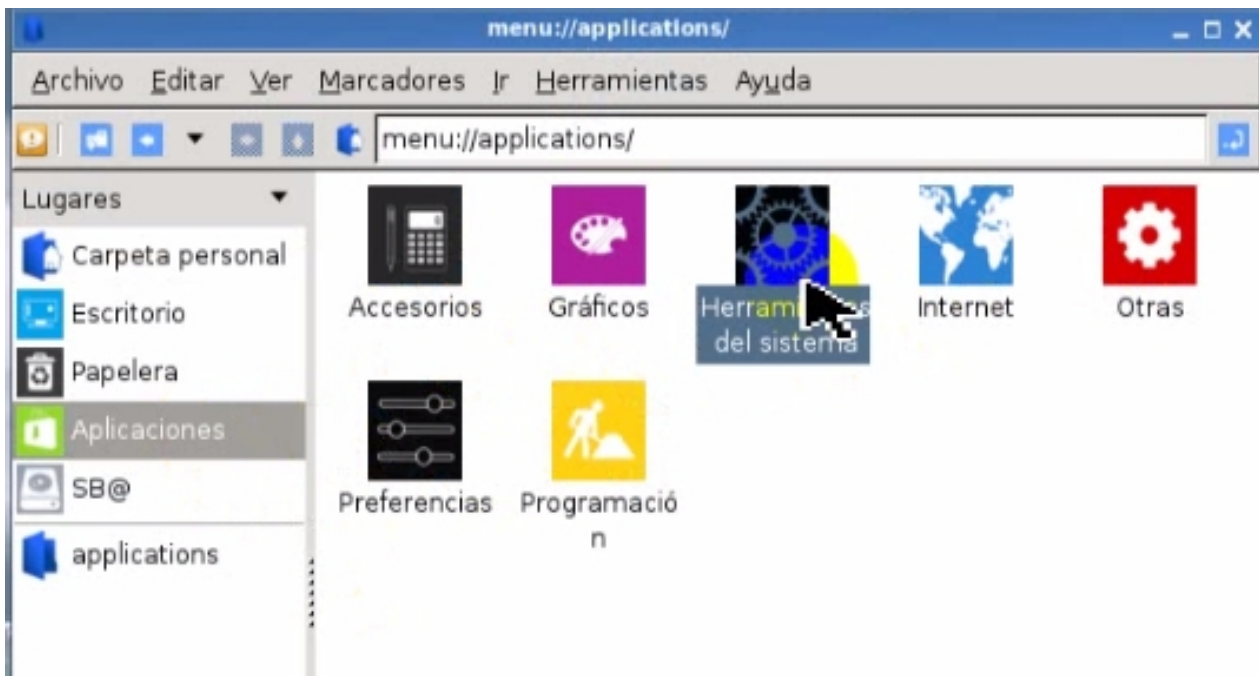 menu://applications/
Archivo Editar Ver Marcadores Ir Herramientas Ayuda
menu://applications/
Lugares
Carpeta personal
Escritorio
Papelera
Aplicaciones
SB@
applications
Accesorios
Gráficos
Herramientas
del sistema
Internet
Otras
Preferencias
Programació
n